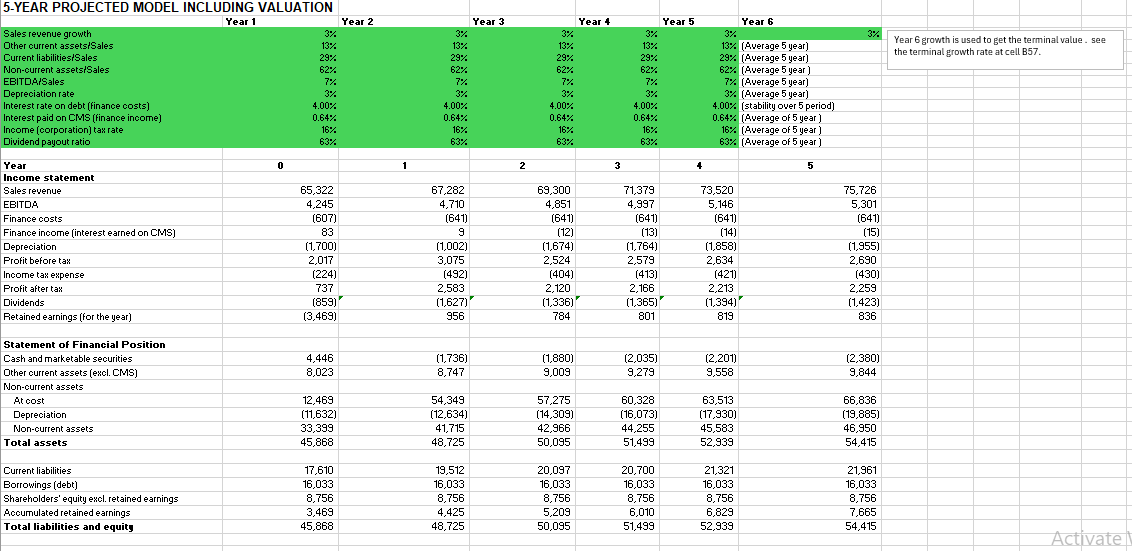 5-YEAR PROJECTED MODEL INCLUDING VALUATION
Year 1 Year 2 Year 3 Year 4 Year 5 Year 6
Sales revenue growth 3% 3% 3% 3% 3% 3%
Other current assets/Sales 13% 13% 13% 13% 13% (Average 5 year)
Current liabilities/Sales 29% 29% 29% 29% 29% (Average 5 year)
Non-current assets/Sales 62% 62% 62% 62% 62% (Average 5 year )
EBITDA/Sales 7% 7% 7% 7% 7% (Average 5 year)
Depreciation rate 3% 3% 3% 3% 3% (Average 5 year)
Interest rate on debt (finance costs) 4.00% 4.00% 4.00% 4.00% 4.00% (stability over 5 period)
Interest paid on CMS (finance income) 0.64% 0.64% 0.64% 0.64% 0.64% (Average of 5 year )
Income (corporation) tax rate 16% 16% 16% 16% 16% (Average of 5 year )
Dividend payout ratio 63% 63% 63% 63% 63% (Average of 5 year )
Year 6 growth is used to get the terminal value . see
the terminal growth rate at cell B57.
Year 0 1 2 3 4 5
Income statement
Sales revenue 65,322 67,282 69,300 71,379 73,520 75,726
EBITDA 4,245 4,710 4,851 4,997 5,146 5,301
Finance costs (607) (641) (641) (641) (641) (641)
Finance income (interest earned on CMS) 83 9 (12) (13) (14) (15)
Depreciation (1,700) (1,002) (1,674) (1,764) (1,858) (1,955)
Profit before tax 2,017 3,075 2,524 2,579 2,634 2,690
Income tax expense (224) (492) (404) (413) (421) (430)
Profit after tax 737 2,583 2,120 2,166 2,213 2,259
Dividends (859) (1,627) (1,336) (1,365) (1,394) (1,423)
Retained earnings (for the year) (3,469) 956 784 801 819 836
Statement of Financial Position
Cash and marketable securities 4,446 (1,736) (1,880) (2,035) (2,201) (2,380)
Other current assets (excl. CMS) 8,023 8,747 9,009 9,279 9,558 9,844
Non-current assets
At cost 12,469 54,349 57,275 60,328 63,513 66,836
Depreciation (11,632) (12,634) (14,309) (16,073) (17,930) (19,885)
Non-current assets 33,399 41,715 42,966 44,255 45,583 46,950
Total assets 45,868 48,725 50,095 51,499 52,939 54,415
Current liabilities 17,610 19,512 20,097 20,700 21,321 21,961
Borrowings (debt) 16,033 16,033 16,033 16,033 16,033 16,033
Shareholders' equity excl. retained earnings 8,756 8,756 8,756 8,756 8,756 8,756
Accumulated retained earnings 3,469 4,425 5,209 6,010 6,829 7,665
Total liabilities and equity 45,868 48,725 50,095 51,499 52,939 54,415
Activate